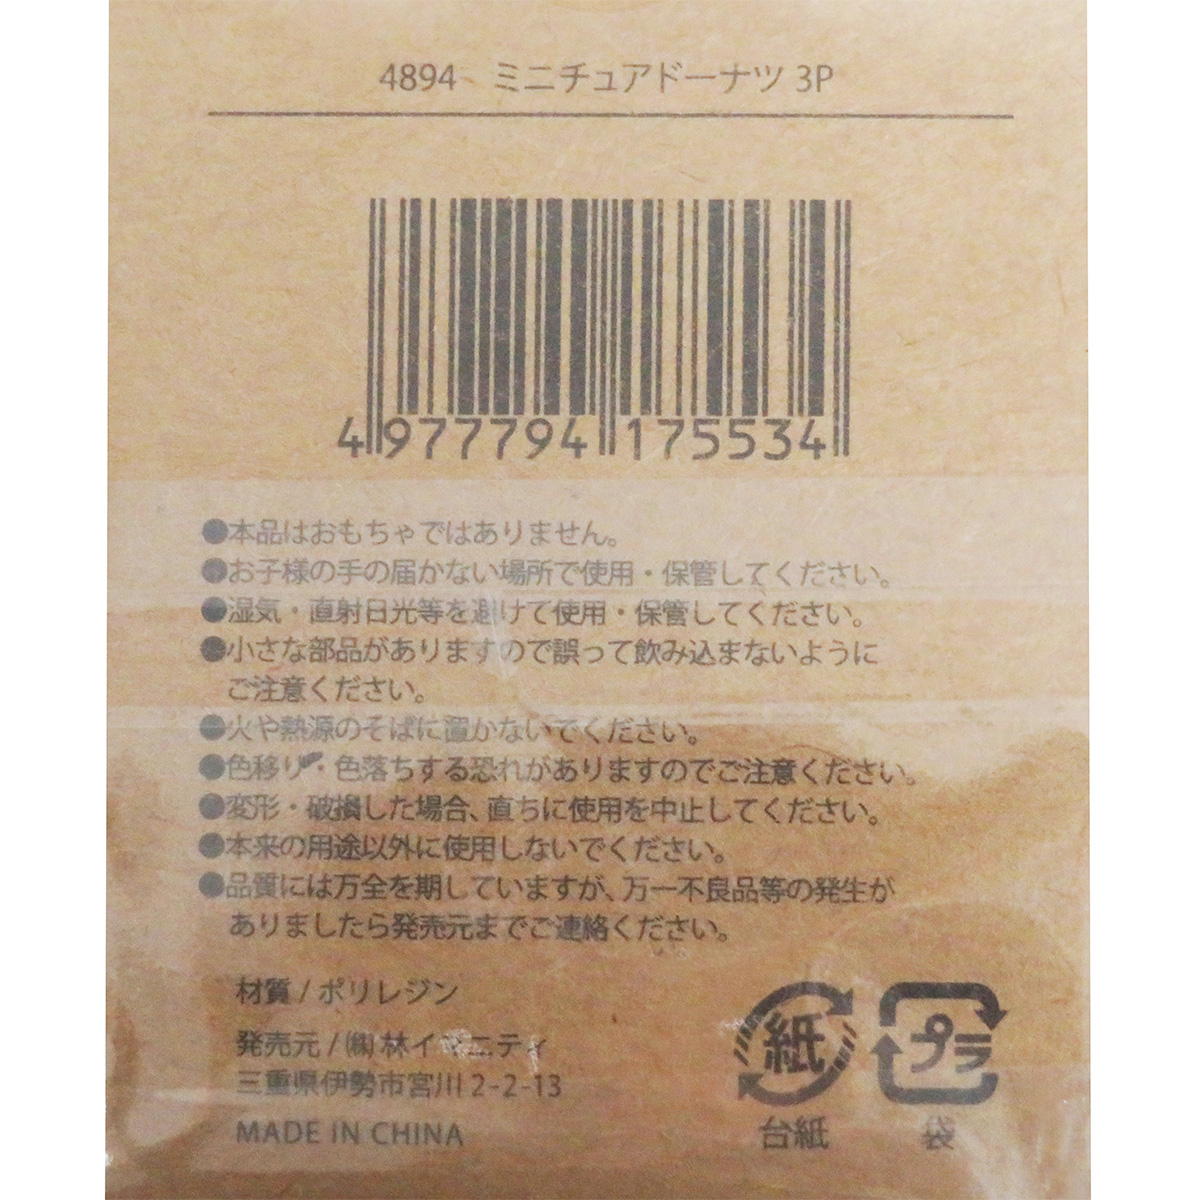 4894 ミニチュアドーナツ 3P
4977794175534
●本品はおもちゃではありません。
●お子様の手の届かない場所で使用・保管してください。
●湿気・直射日光等を避けて使用・保管してください。
●小さな部品がありますので誤って飲み込まないように
ご注意ください。
●火や熱源のそばに置かないでください。
●色移り・色落ちする恐れがありますのでご注意ください。
●変形・破損した場合、直ちに使用を中止してください。
●本来の用途以外に使用しないでください。
●品質には万全を期していますが、万一不良品等の発生が
ありましたら発売元までご連絡ください。
材質 / ポリレジン
発売元 / ㈱ 林イマニティ
三重県伊勢市宮川 2-2-13
MADE IN CHINA
紙
台紙
プラ
袋